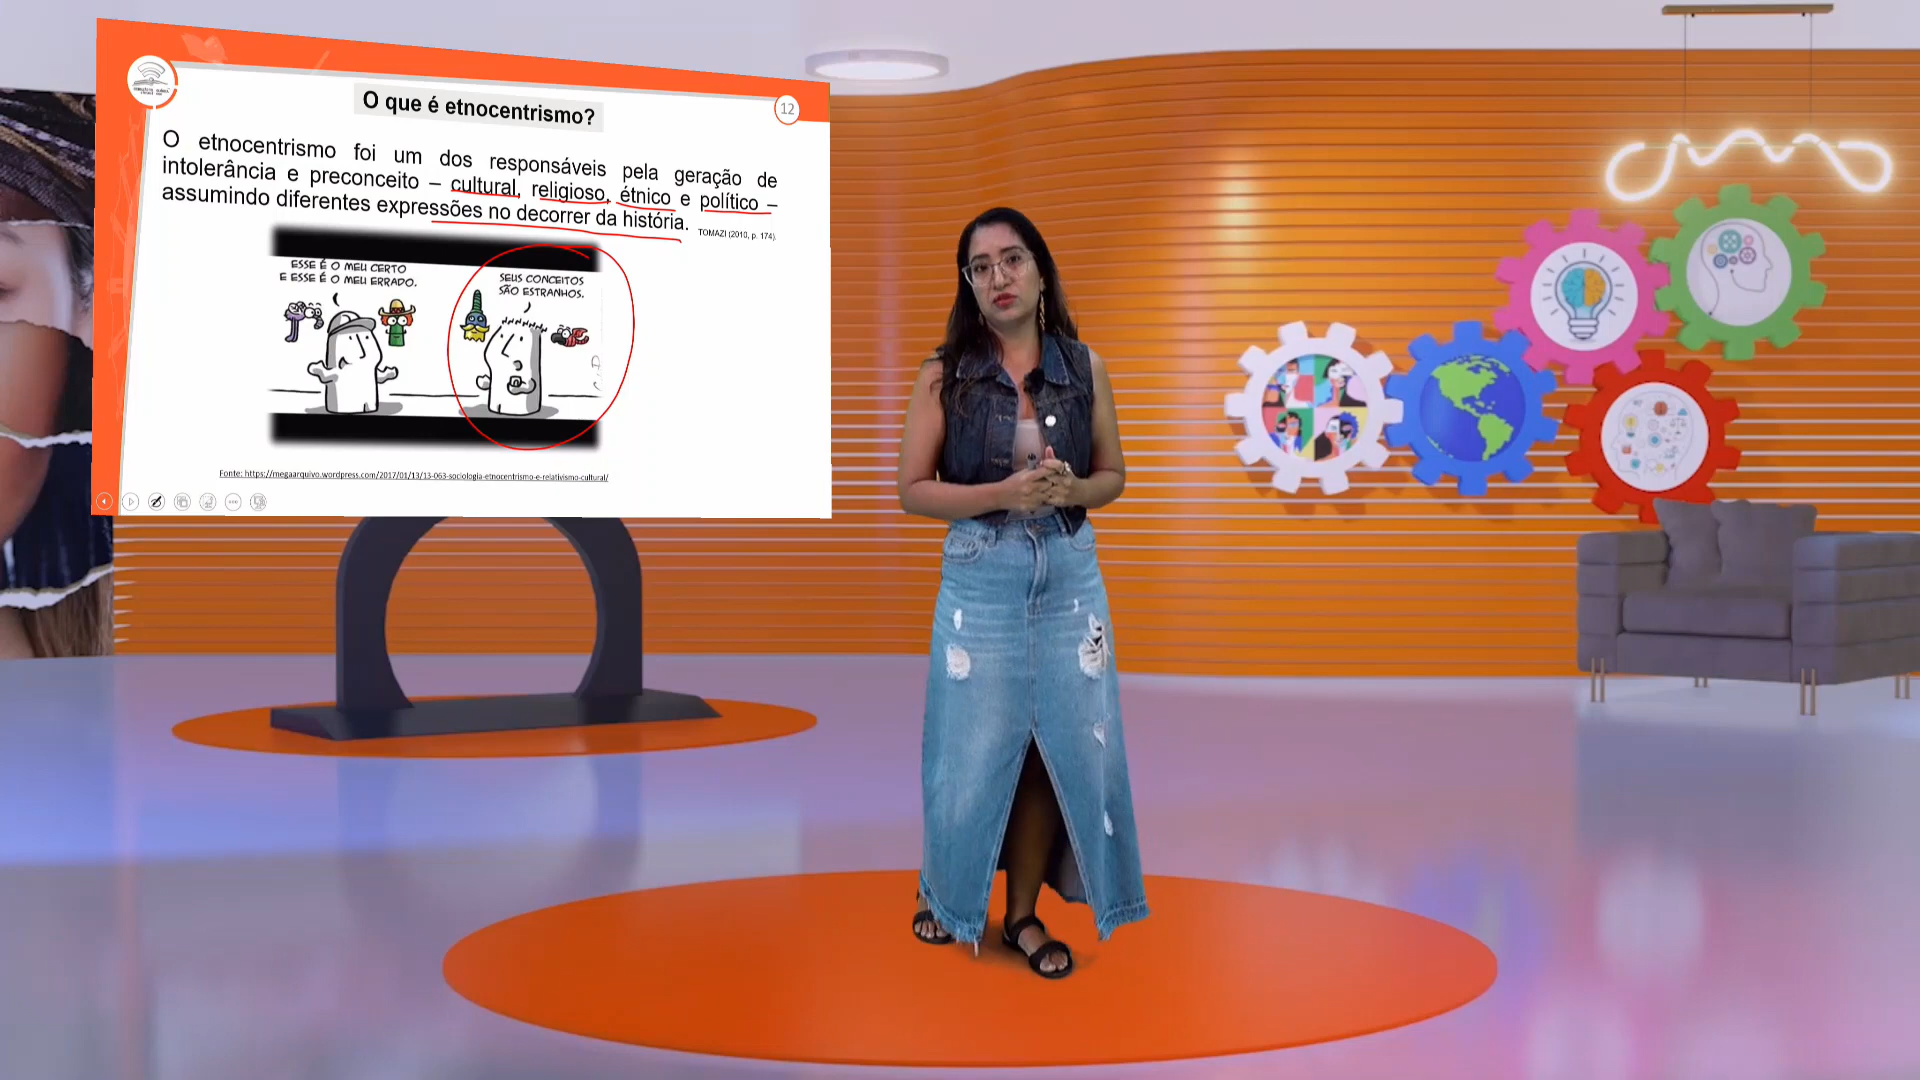 O que é etnocentrismo?
12
O etnocentrismo foi um dos responsáveis pela geração de
intolerância e preconceito – cultural, religioso, étnico e político –
assumindo diferentes expressões no decorrer da história.
TOMAZI (2010, p. 174).
ESSE É O MEU CERTO
E ESSE É O MEU ERRADO.
SEUS CONCEITOS
SÃO ESTRANHOS.
Fonte: https://megaarquivo.wordpress.com/2017/01/13/15-063-sociologia-etnocentrismo-e-relativismo-cultural/